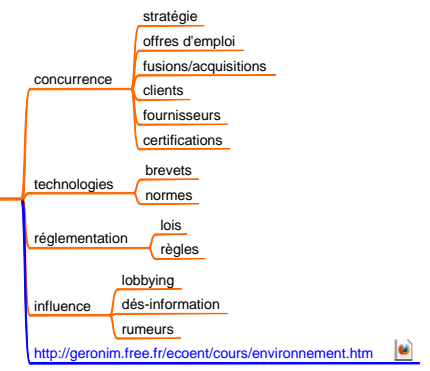 concurrence
stratégie
offres d'emploi
fusions/acquisitions
clients
fournisseurs
certifications
technologies
brevets
normes
réglementation
lois
règles
influence
lobbying
dés-information
rumeurs
http://geronim.free.fr/ecoent/cours/environnement.htm